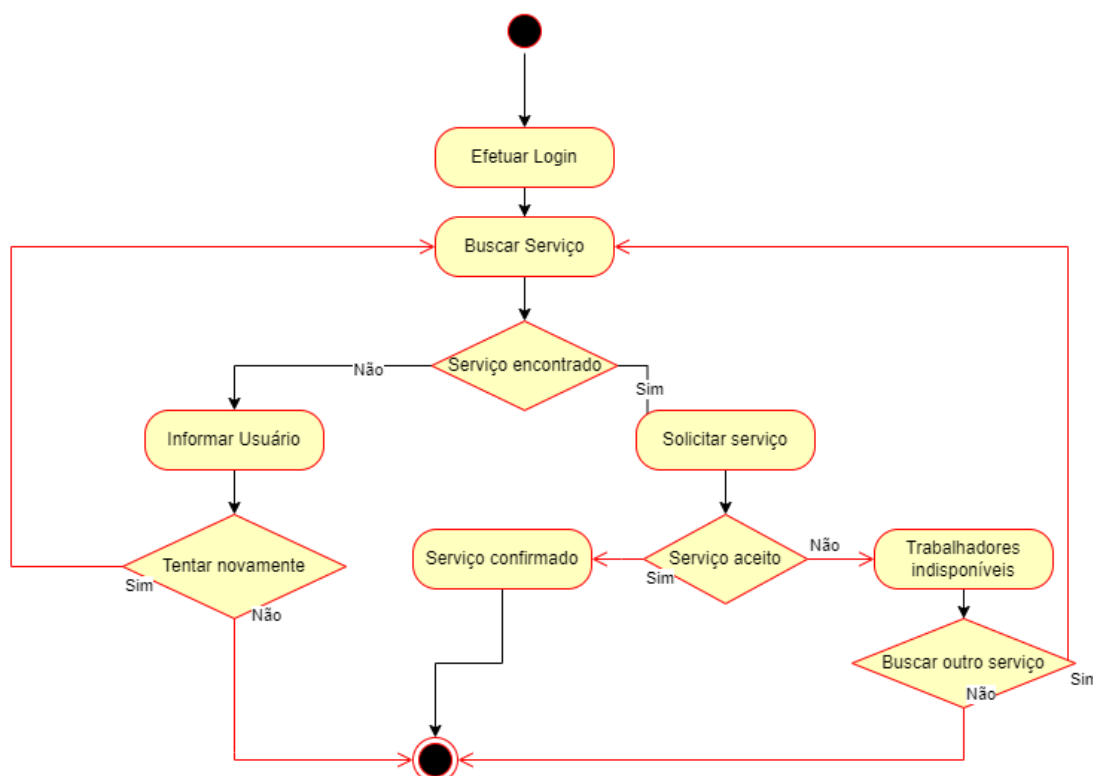 Efetuar Login
Buscar Serviço
Serviço encontrado
Não
Sim
Informar Usuário
Solicitar serviço
Tentar novamente
Sim
Não
Serviço confirmado
Serviço aceito
Sim
Não
Trabalhadores
indisponíveis
Buscar outro serviço
Sim
Não